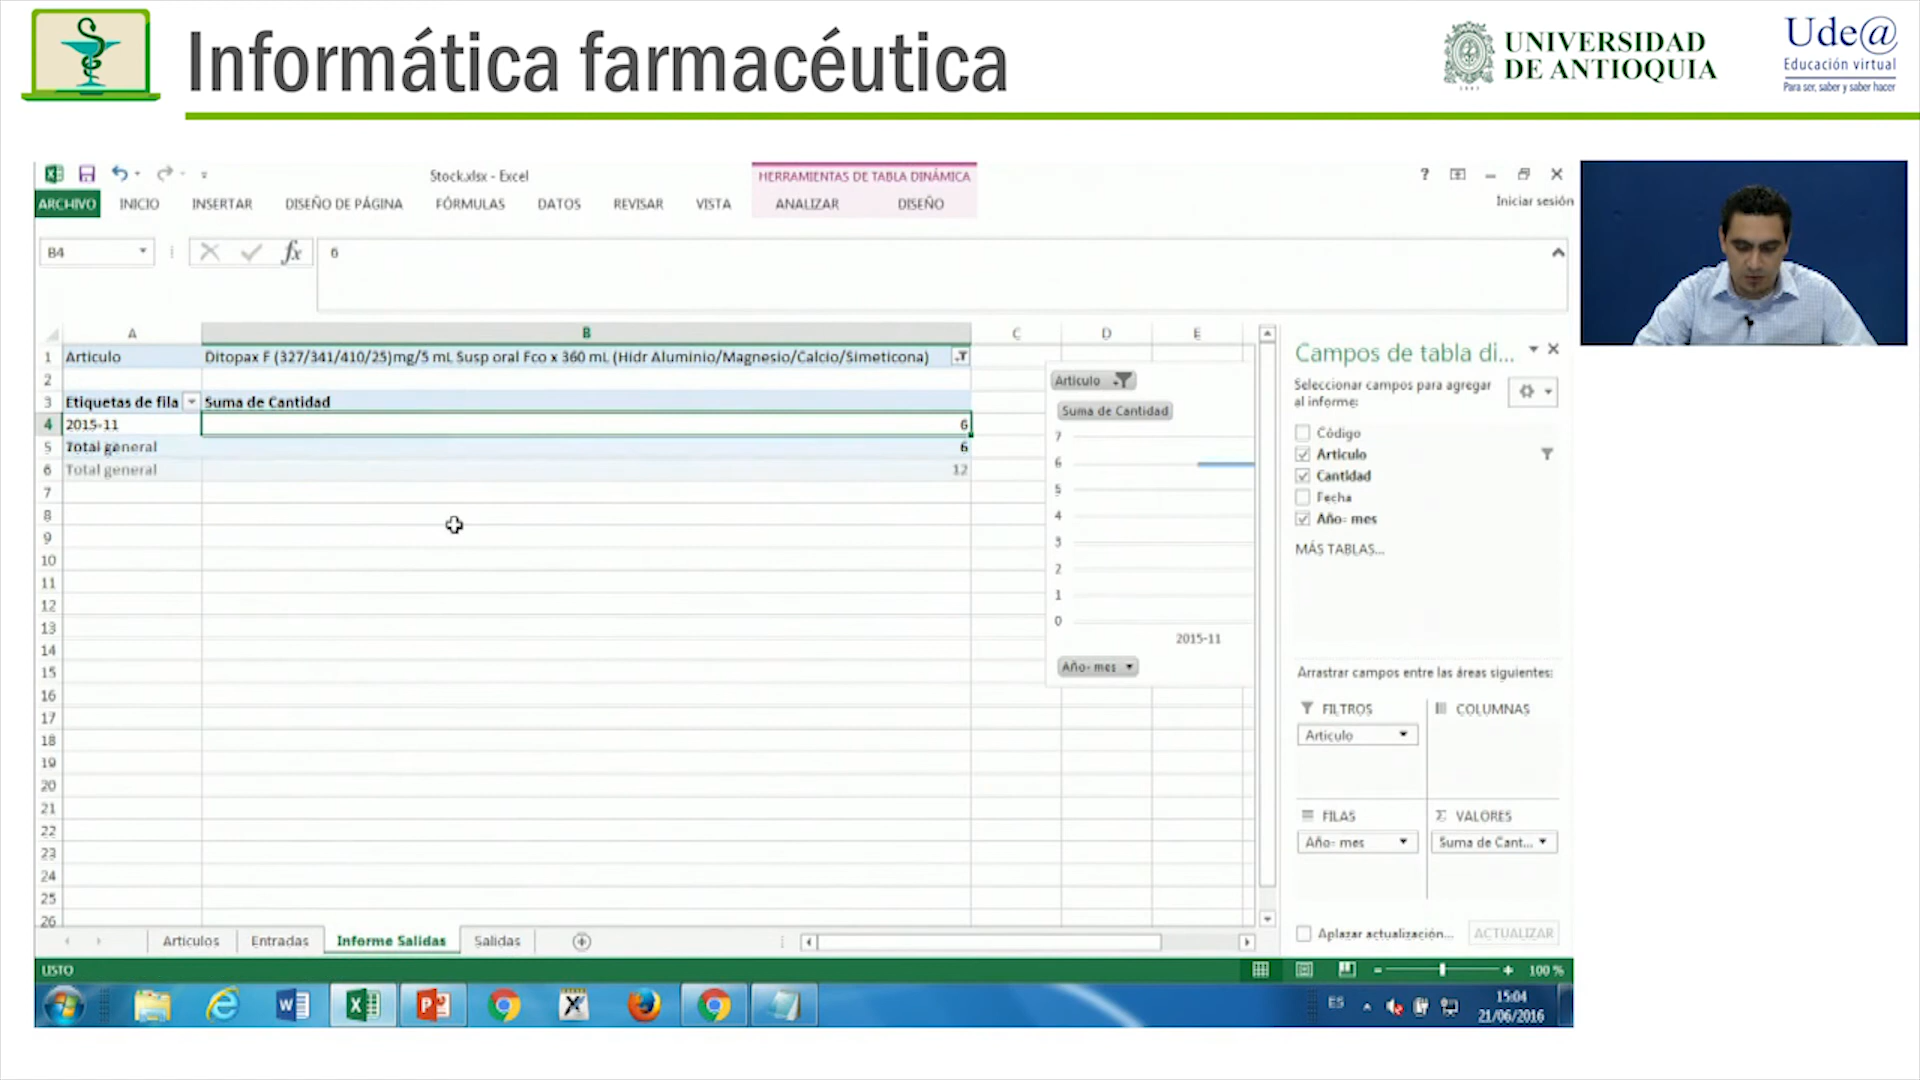 Informática farmacéutica
UNIVERSIDAD
DE ANTIOQUIA
1803
Ude@
Educación virtual
Para ser, saber y saber hacer
Stock.xlsx - Excel
HERRAMIENTAS DE TABLA DINÁMICA
ARCHIVO INICIO INSERTAR DISEÑO DE PÁGINA FÓRMULAS DATOS REVISAR VISTA ANALIZAR DISEÑO
Iniciar sesión
B4 fx 6
A B C D E
1 Articulo Ditopax F (327/341/410/25)mg/5 mL Susp oral Fco x 360 mL (Hidr Aluminio/Magnesio/Calcio/Simeticona)
2
3 Etiquetas de fila Suma de Cantidad
4 2015-11 6
5 Total general 6
6 Total general 12
7
8
9
10
11
12
13
14
15
16
17
18
19
20
21
22
23
24
25
26
Articulo
Suma de Cantidad
7
6
5
4
3
2
1
0
2015-11
Año- mes
Campos de tabla di...
Seleccionar campos para agregar
al informe:
Código
Articulo
Cantidad
Fecha
Año- mes
MÁS TABLAS...
Arrastrar campos entre las áreas siguientes:
FILTROS COLUMNAS
Articulo
FILAS Σ VALORES
Año- mes Suma de Cant...
Aplazar actualización... ACTUALIZAR
Articulos Entradas Informe Salidas Salidas
LISTO 100 %
ES 15:04
21/06/2016